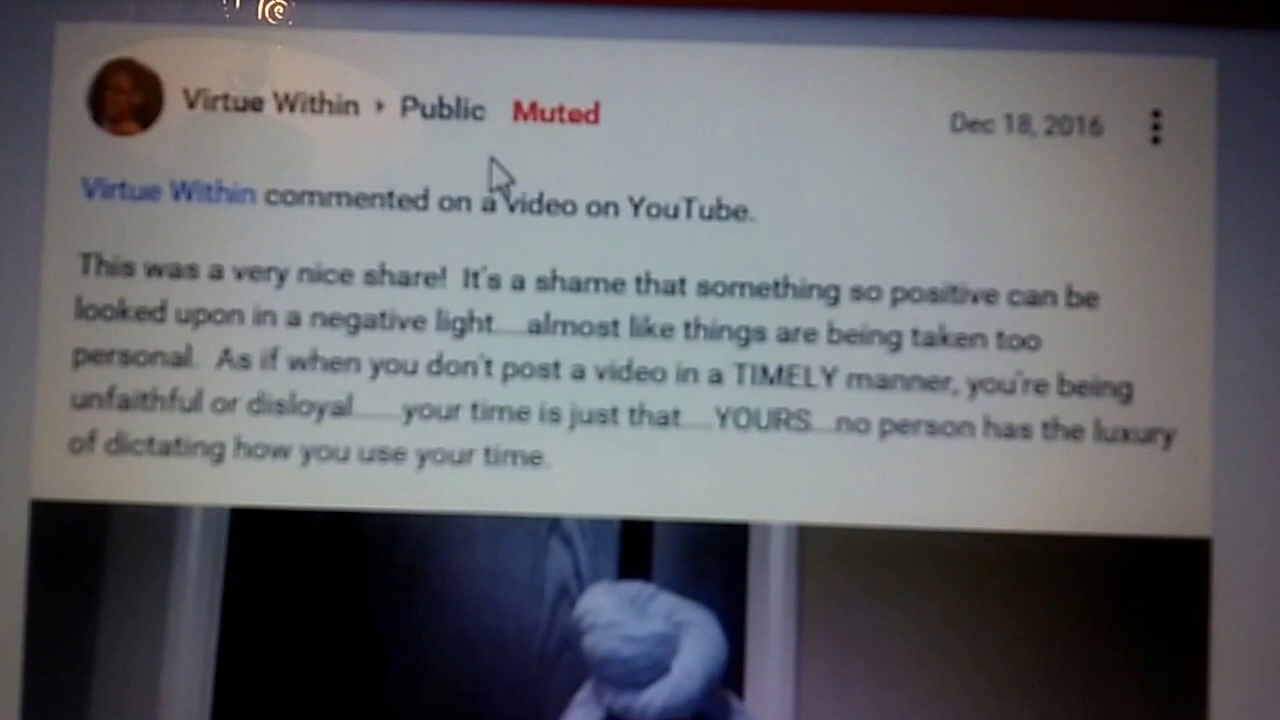 Virtue Within ▸ Public Muted Dec 18, 2016
Virtue Within commented on a video on YouTube.
This was a very nice share! It's a shame that something so positive can be
looked upon in a negative light....almost like things are being taken too
personal. As if when you don't post a video in a TIMELY manner, you're being
unfaithful or disloyal......your time is just that....YOURS...no person has the luxury
of dictating how you use your time.